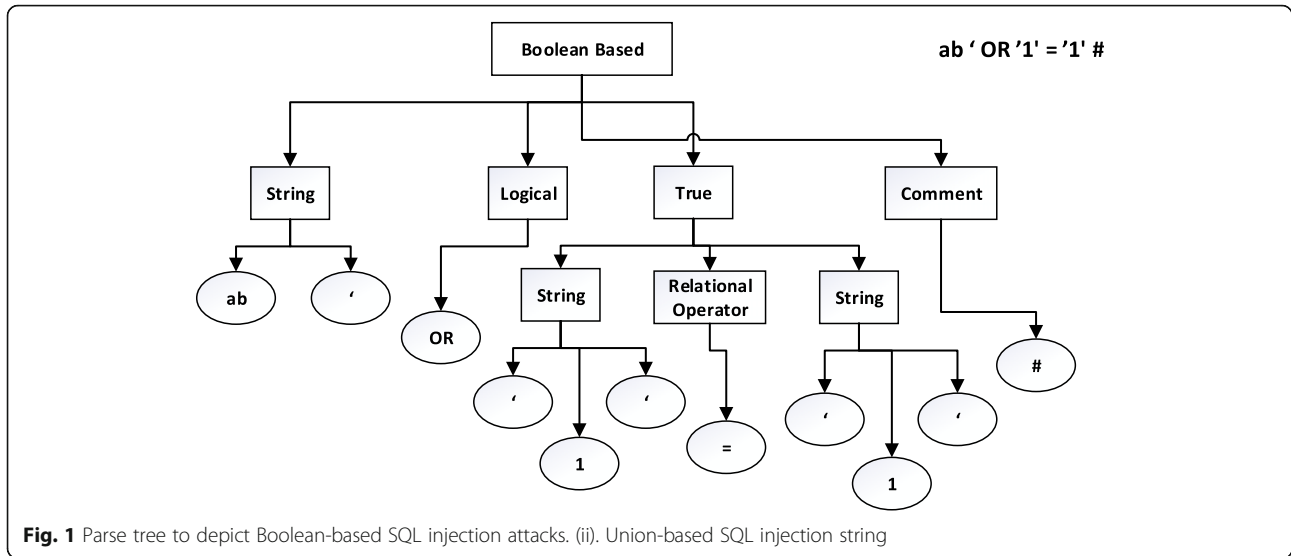 Boolean Based
ab ‘ OR ’1' = ’1' #
String
Logical
True
Comment
ab
‘
OR
String
Relational
Operator
String
#
‘
‘
1
=
‘
‘
1
Fig. 1 Parse tree to depict Boolean-based SQL injection attacks. (ii). Union-based SQL injection string